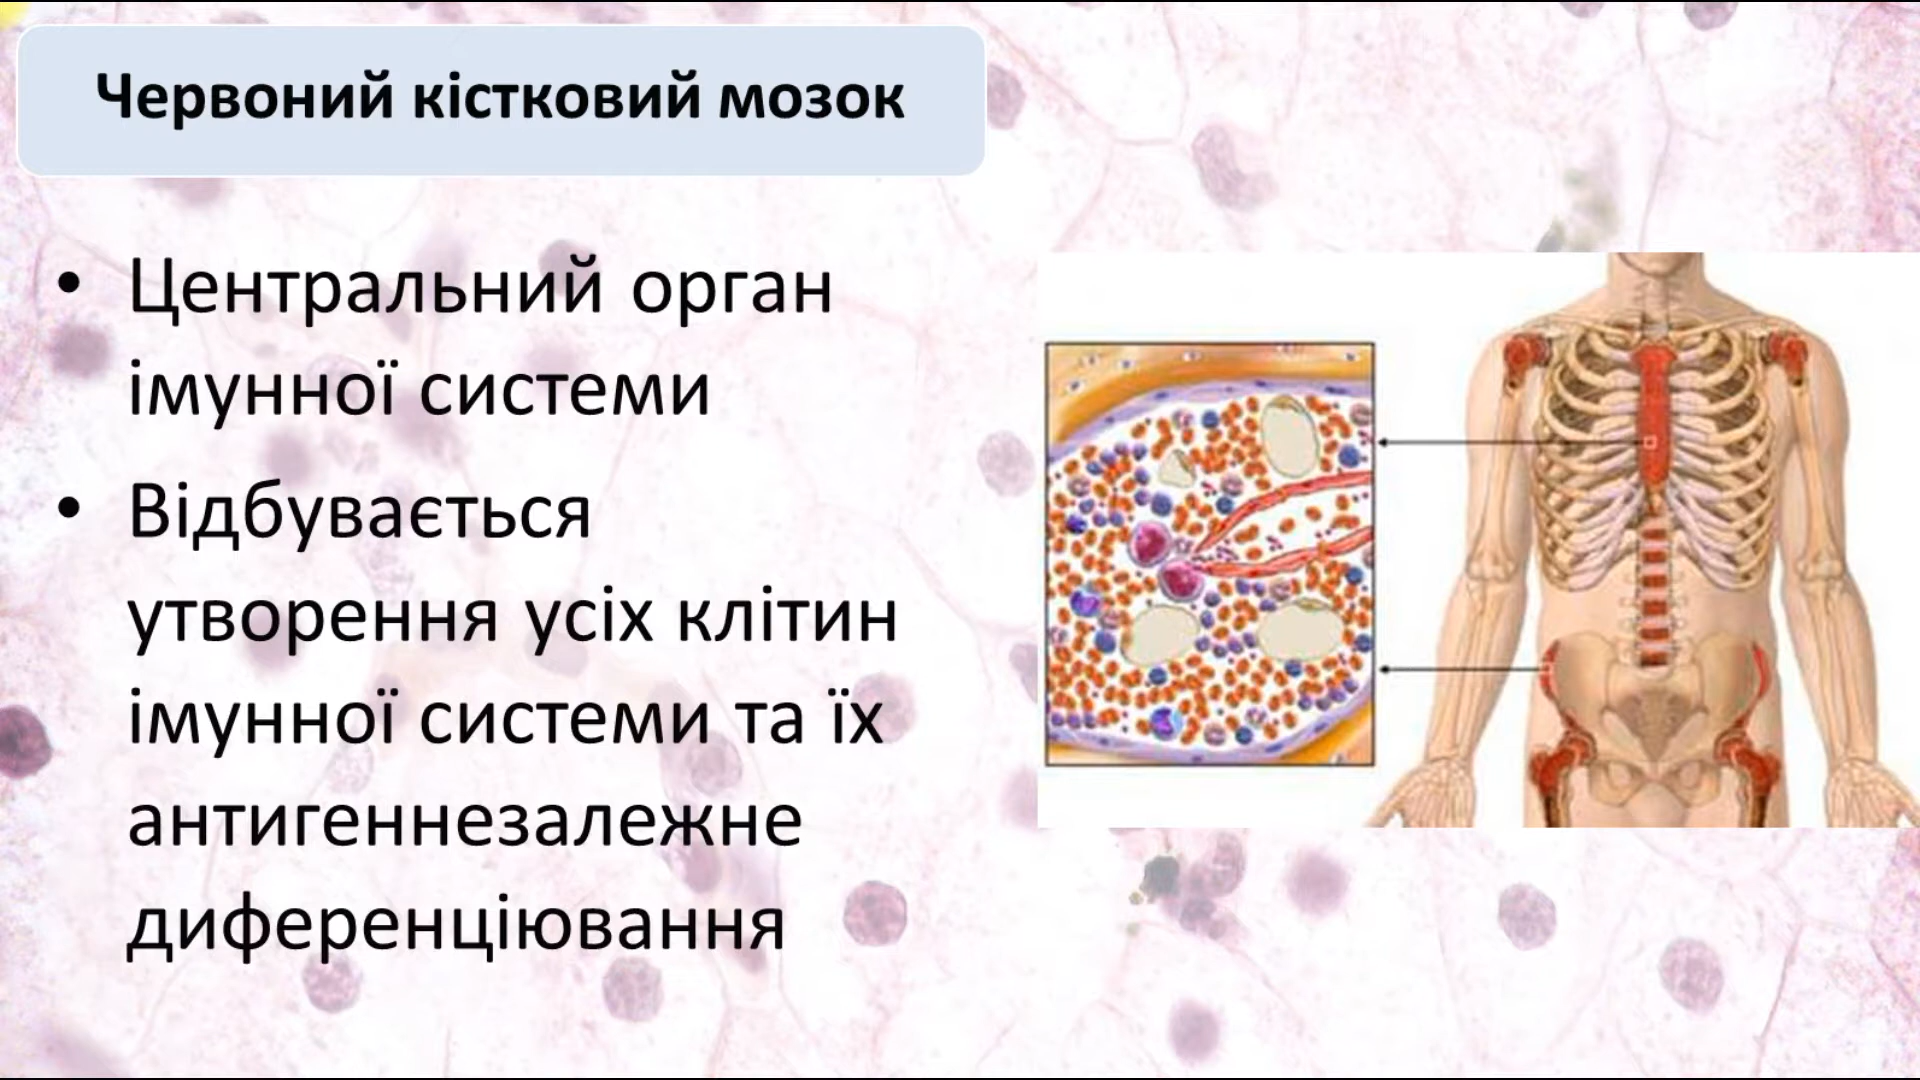 Червоний кістковий мозок
• Центральний орган
імунної системи
• Відбувається
утворення усіх клітин
імунної системи та їх
антигеннезалежне
диференціювання